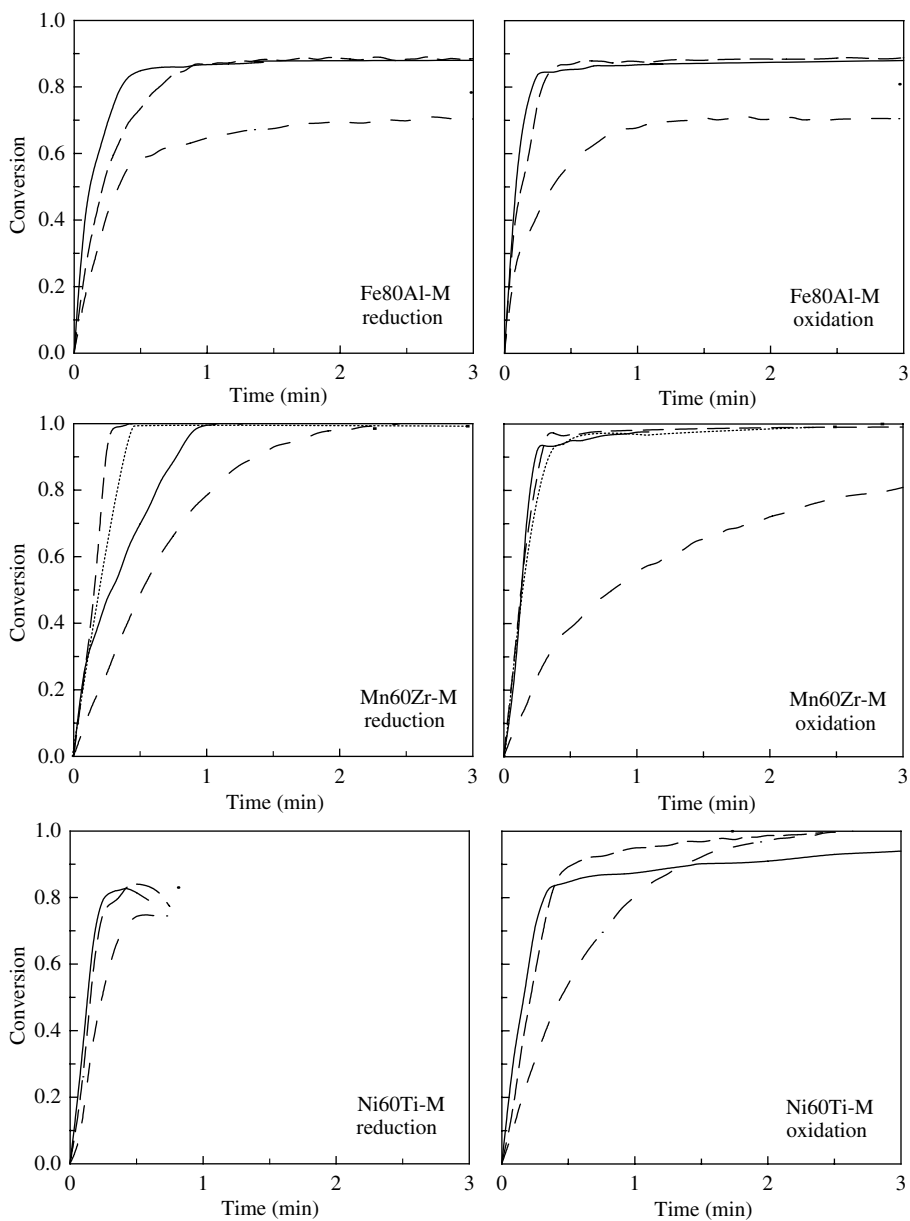 1.0
0.8
0.6
0.4
0.2
0.0
Conversion
0
1
2
3
Time (min)
Fe80Al-M
reduction
0
1
2
3
Time (min)
Fe80Al-M
oxidation
1.0
0.8
0.6
0.4
0.2
0.0
Conversion
0
1
2
3
Time (min)
Mn60Zr-M
reduction
0
1
2
3
Time (min)
Mn60Zr-M
oxidation
1.0
0.8
0.6
0.4
0.2
0.0
Conversion
0
1
2
3
Time (min)
Ni60Ti-M
reduction
0
1
2
3
Time (min)
Ni60Ti-M
oxidation